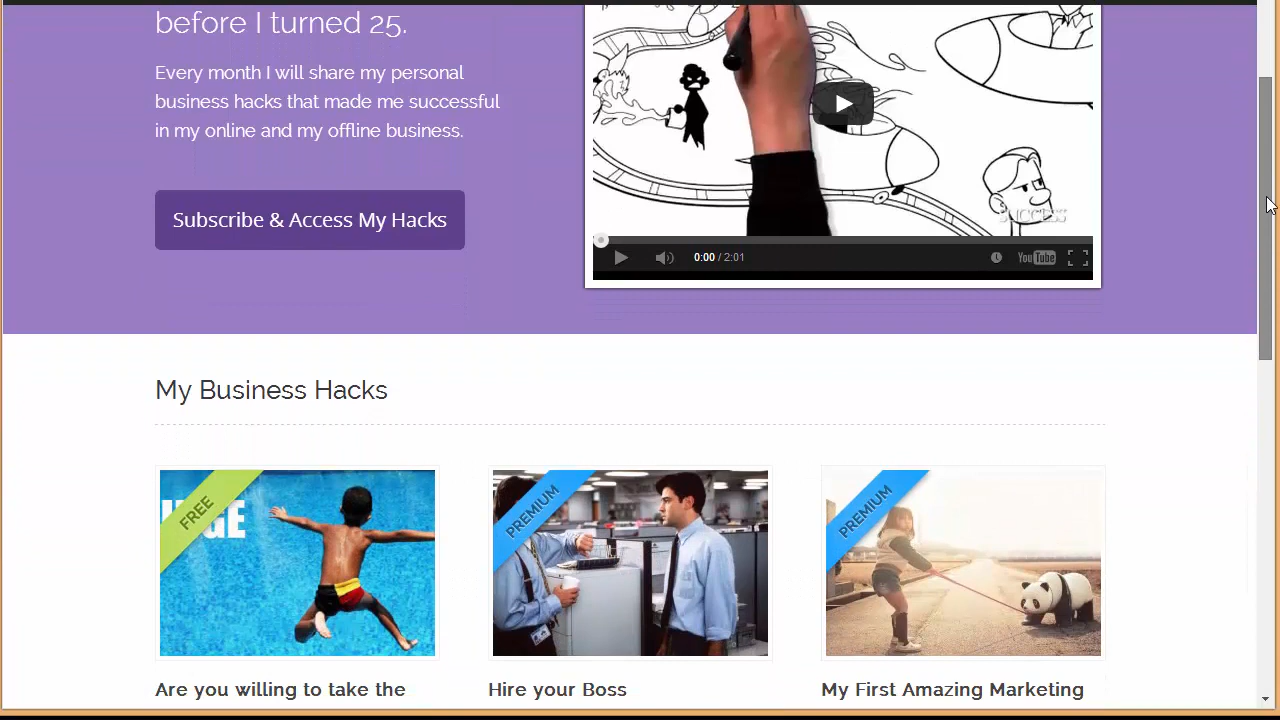 before I turned 25.
Every month I will share my personal
business hacks that made me successful
in my online and my offline business.
Subscribe & Access My Hacks
SUCCESS
0:00 / 2:01
YouTube
My Business Hacks
FREE
PREMIUM
PREMIUM
Are you willing to take the
Hire your Boss
My First Amazing Marketing